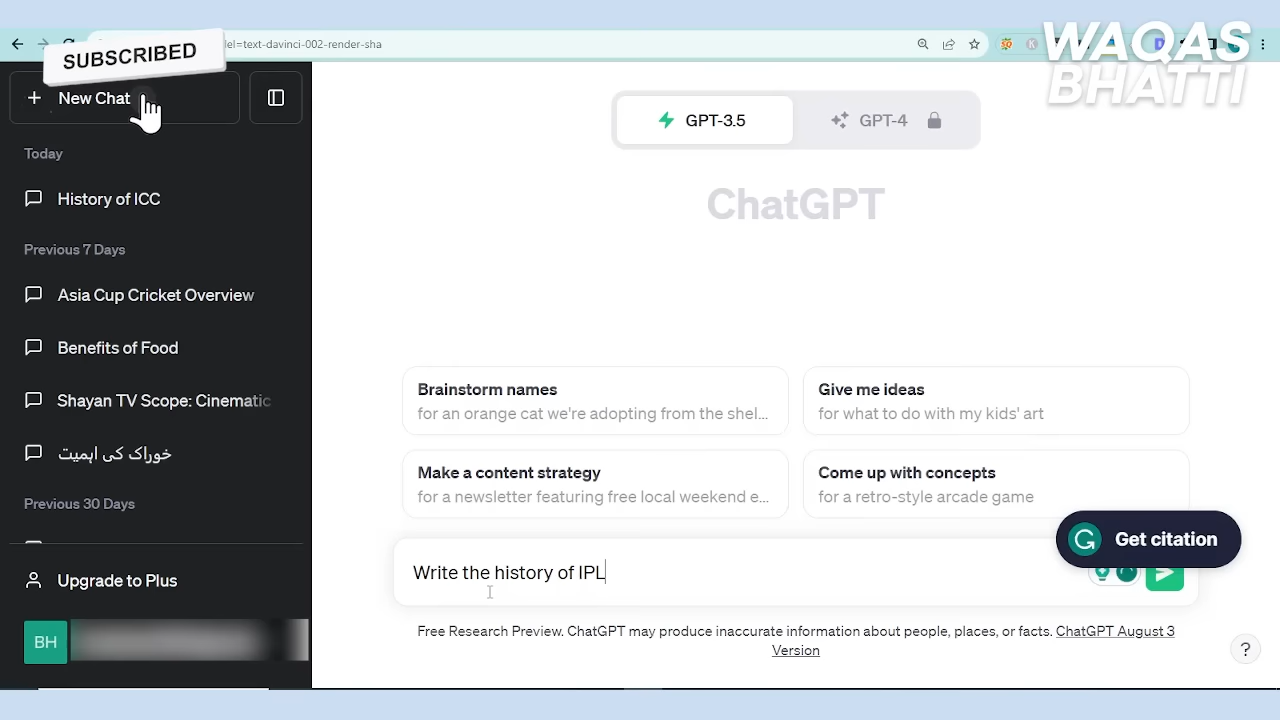 SUBSCRIBED
del=text-davinci-002-render-sha
WAQAS
BHATTI
New Chat
Today
History of ICC
Previous 7 Days
Asia Cup Cricket Overview
Benefits of Food
Shayan TV Scope: Cinematic
خوراک کی اہمیت
Previous 30 Days
Upgrade to Plus
BH
GPT-3.5
GPT-4
ChatGPT
Brainstorm names
for an orange cat we're adopting from the shel...
Give me ideas
for what to do with my kids' art
Make a content strategy
for a newsletter featuring free local weekend e...
Come up with concepts
for a retro-style arcade game
Get citation
Write the history of IPL
Free Research Preview. ChatGPT may produce inaccurate information about people, places, or facts. ChatGPT August 3
Version
?